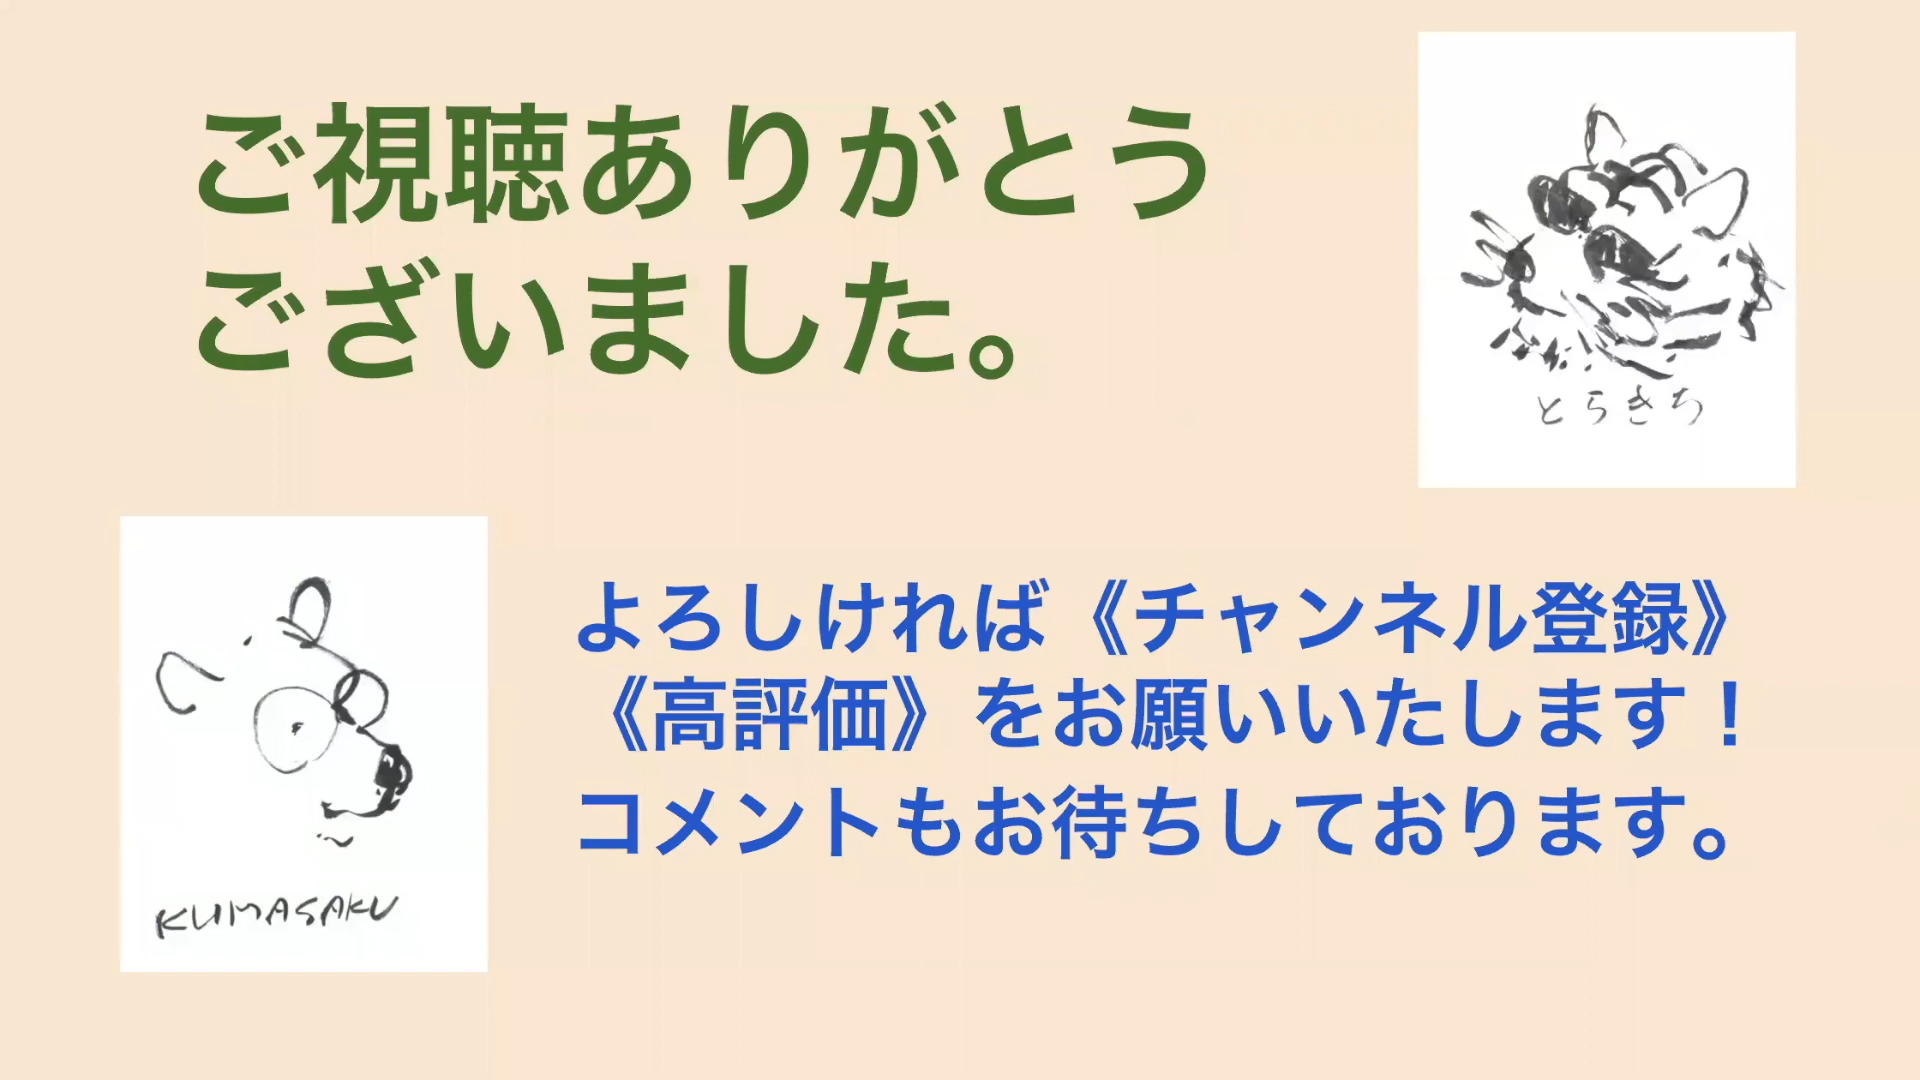 ご視聴ありがとう
ございました。
とらきち
よろしければ《チャンネル登録》
《高評価》をお願いいたします！
コメントもお待ちしております。
KUMASAKU